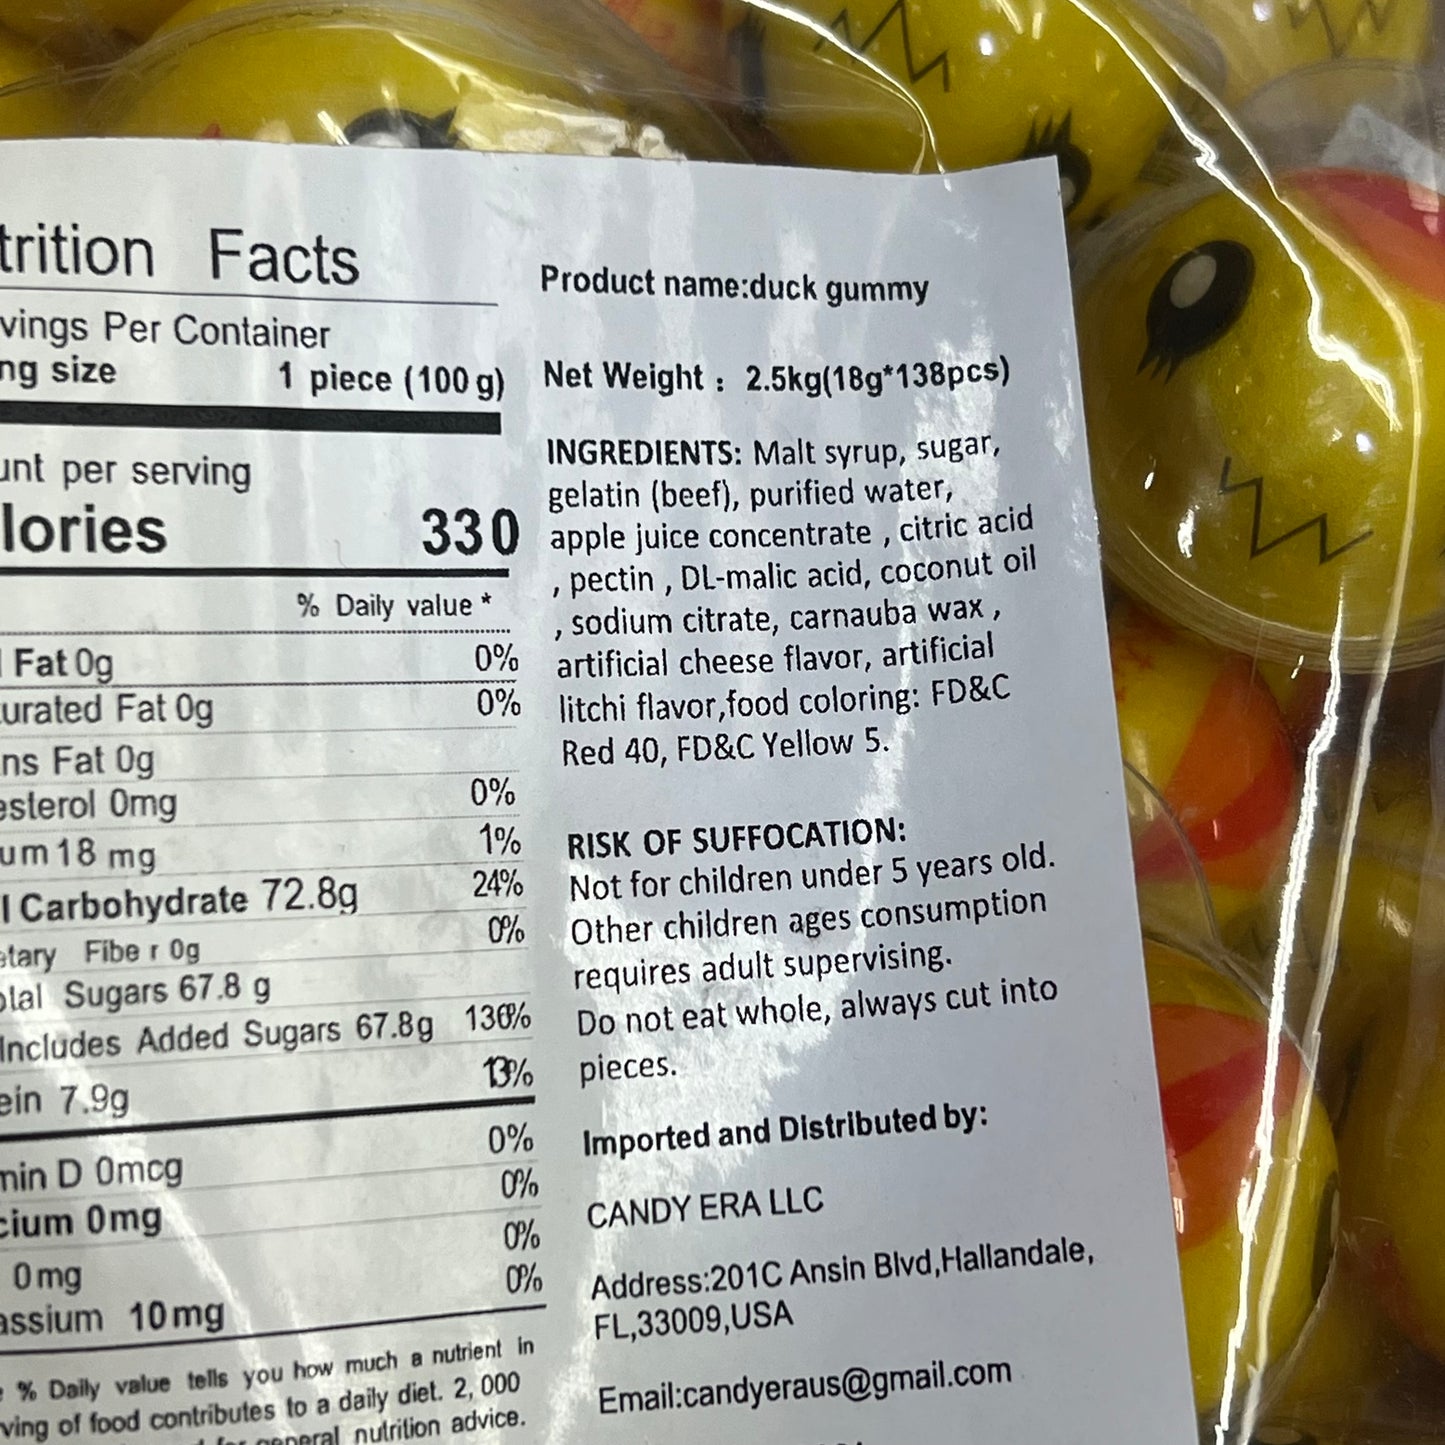 trition Facts
vings Per Container
ng size 1 piece (100 g)
unt per serving
lories 330
% Daily value *
l Fat 0g 0%
urated Fat 0g 0%
ns Fat 0g
esterol 0mg 0%
um 18 mg 1%
l Carbohydrate 72.8g 24%
etary Fibe r 0g 0%
otal Sugars 67.8 g
Includes Added Sugars 67.8g 136%
ein 7.9g 13%
min D 0mcg 0%
cium 0mg 0%
0mg 0%
assium 10mg 0%
e % Daily value tells you how much a nutrient in
ving of food contributes to a daily diet. 2, 000
general nutrition advice.
Product name:duck gummy
Net Weight : 2.5kg(18g*138pcs)
INGREDIENTS: Malt syrup, sugar,
gelatin (beef), purified water,
apple juice concentrate , citric acid
, pectin , DL-malic acid, coconut oil
, sodium citrate, carnauba wax ,
artificial cheese flavor, artificial
litchi flavor,food coloring: FD&C
Red 40, FD&C Yellow 5.
RISK OF SUFFOCATION:
Not for children under 5 years old.
Other children ages consumption
requires adult supervising.
Do not eat whole, always cut into
pieces.
Imported and Distributed by:
CANDY ERA LLC
Address:201C Ansin Blvd,Hallandale,
FL,33009,USA
Email:candyeraus@gmail.com